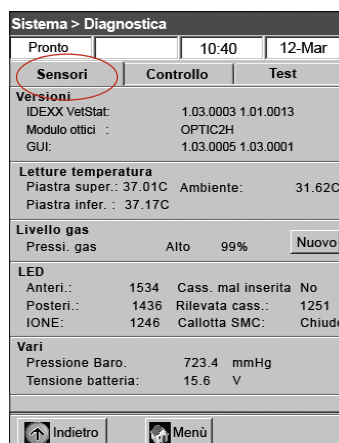 Sistema > Diagnostica
Pronto 10:40 12-Mar
Sensori Controllo Test
Versioni
IDEXX VetStat: 1.03.0003 1.01.0013
Modulo ottici : OPTIC2H
GUI: 1.03.0005 1.03.0001
Letture temperatura
Piastra super.: 37.01C Ambiente: 31.62C
Piastra infer. : 37.17C
Livello gas
Pressi. gas Alto 99% Nuovo
LED
Anteri.: 1534 Cass. mal inserita No
Posteri.: 1436 Rilevata cass.: 1251
IONE: 1246 Callotta SMC: Chiude
Vari
Pressione Baro. 723.4 mmHg
Tensione batteria: 15.6 V
Indietro Menù